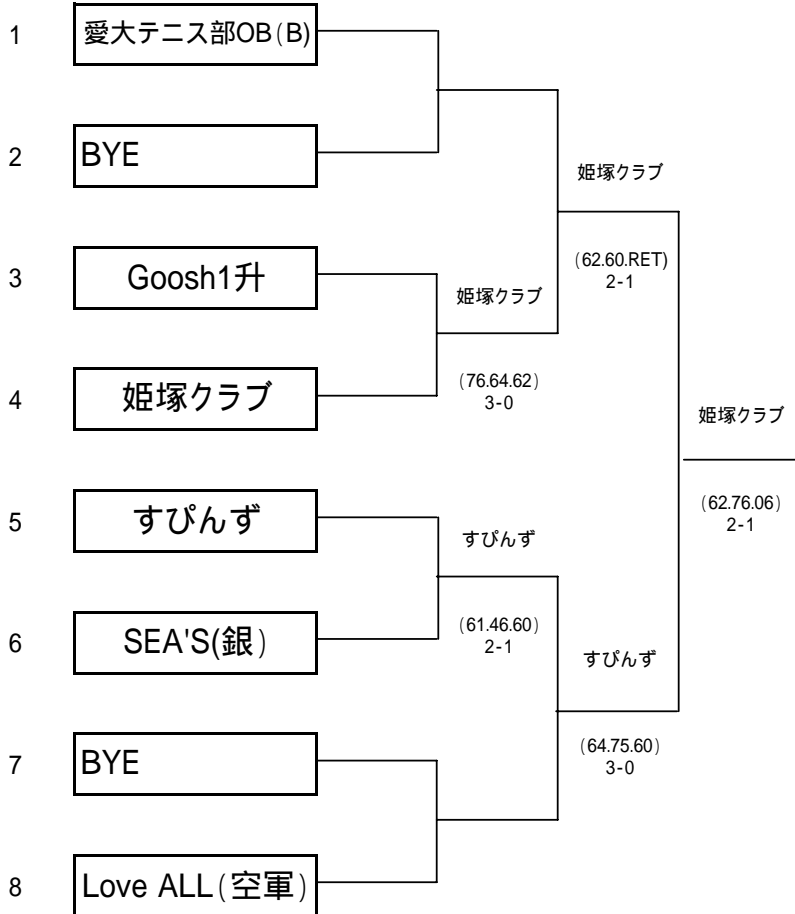 1 愛大テニス部OB(B)
2 BYE
姫塚クラブ
3 Goosh1升
(62.60.RET)
2-1
姫塚クラブ
4 姫塚クラブ
(76.64.62)
3-0
姫塚クラブ
5 すぴんず
(62.76.06)
2-1
すぴんず
6 SEA'S(銀)
(61.46.60)
2-1
すぴんず
7 BYE
(64.75.60)
3-0
8 Love ALL(空軍)